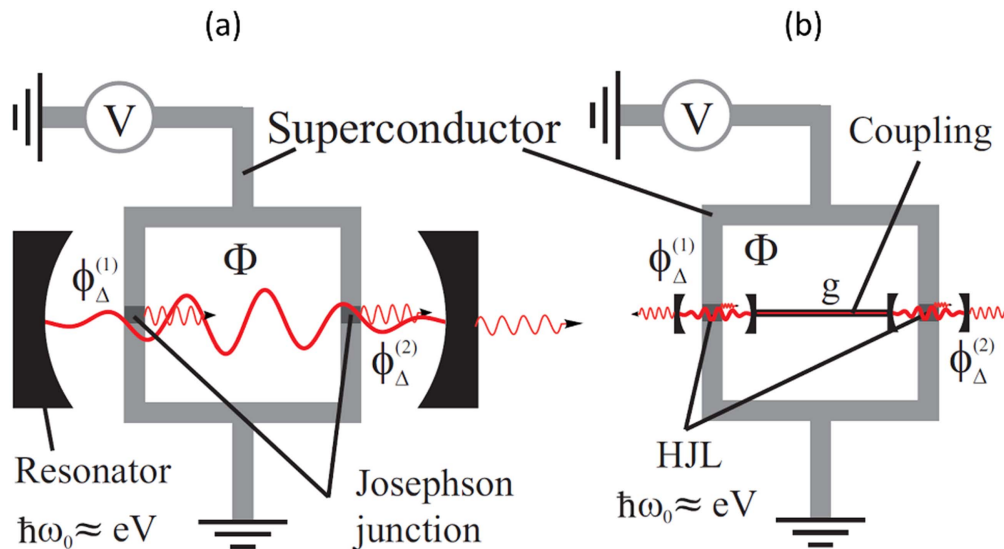 (a)
V
Superconductor
Φ
ϕ_Δ^(1)
ϕ_Δ^(2)
Resonator
ħω₀≈ eV
Josephson
junction
(b)
V
Coupling
ϕ_Δ^(1)
Φ
g
ϕ_Δ^(2)
HJL
ħω₀≈ eV